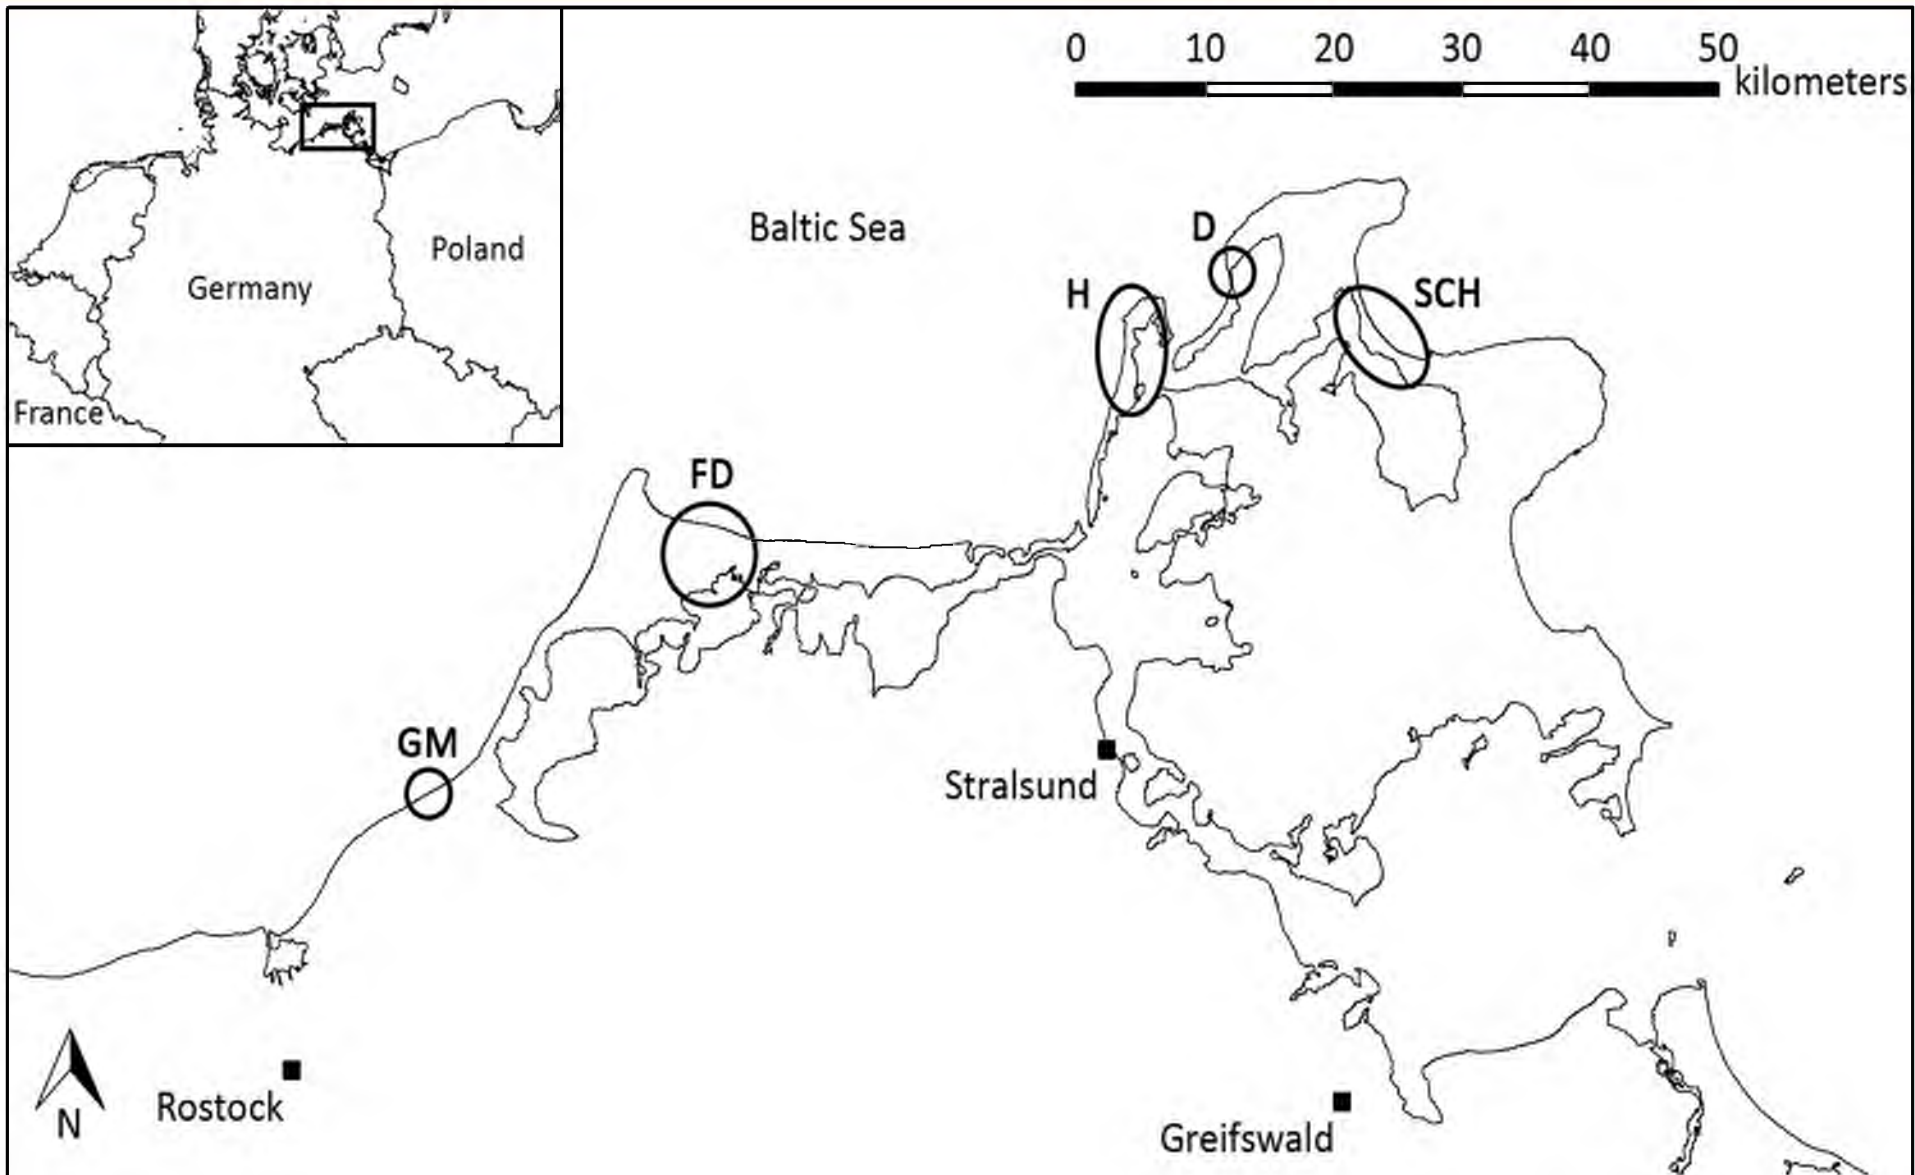 0 10 20 30 40 50
kilometers
Baltic Sea
D
Poland
Germany
H
SCH
France
FD
GM
Stralsund
N
Rostock
Greifswald